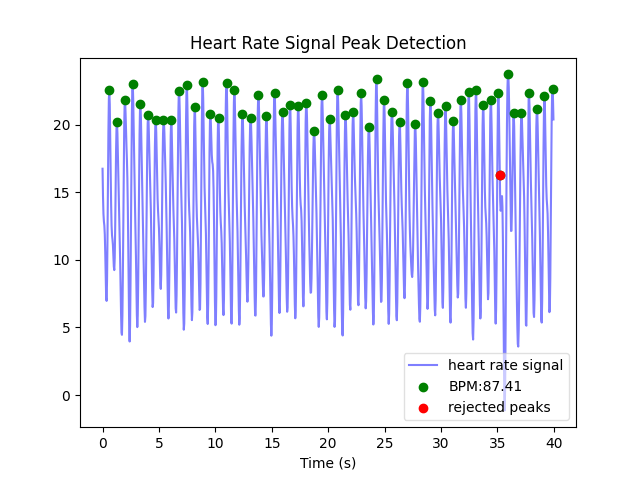 Heart Rate Signal Peak Detection
20
15
10
5
0
heart rate signal
BPM:87.41
rejected peaks
0 5 10 15 20 25 30 35 40
Time (s)